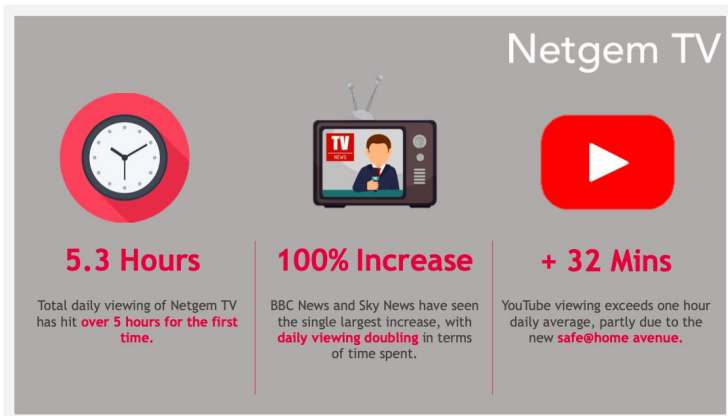 Netgem TV
TV
NEWS
5.3 Hours
Total daily viewing of Netgem TV
has hit over 5 hours for the first
time.
100% Increase
BBC News and Sky News have seen
the single largest increase, with
daily viewing doubling in terms
of time spent.
+ 32 Mins
YouTube viewing exceeds one hour
daily average, partly due to the
new safe@home avenue.